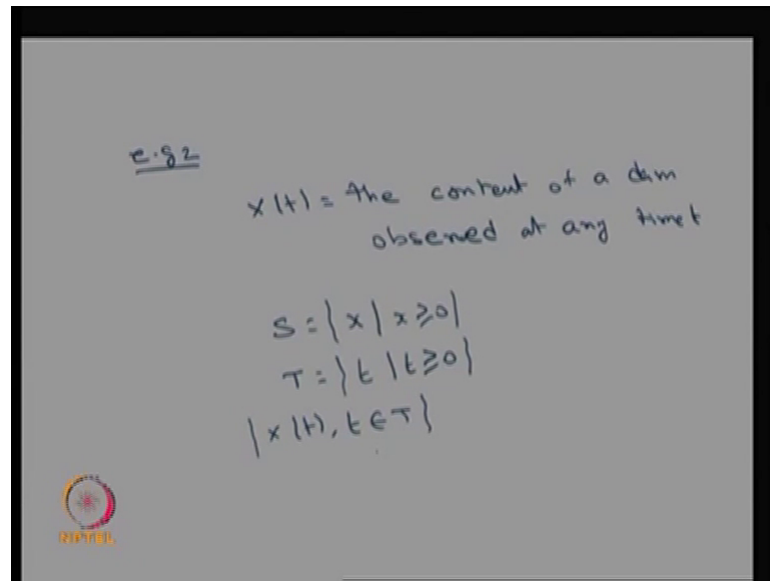 e.g 2
X(t) = the content of a dam
observed at any time t
S = {x | x ≥ 0}
T = {t | t ≥ 0}
{X(t), t ∈ T}
NPTEL